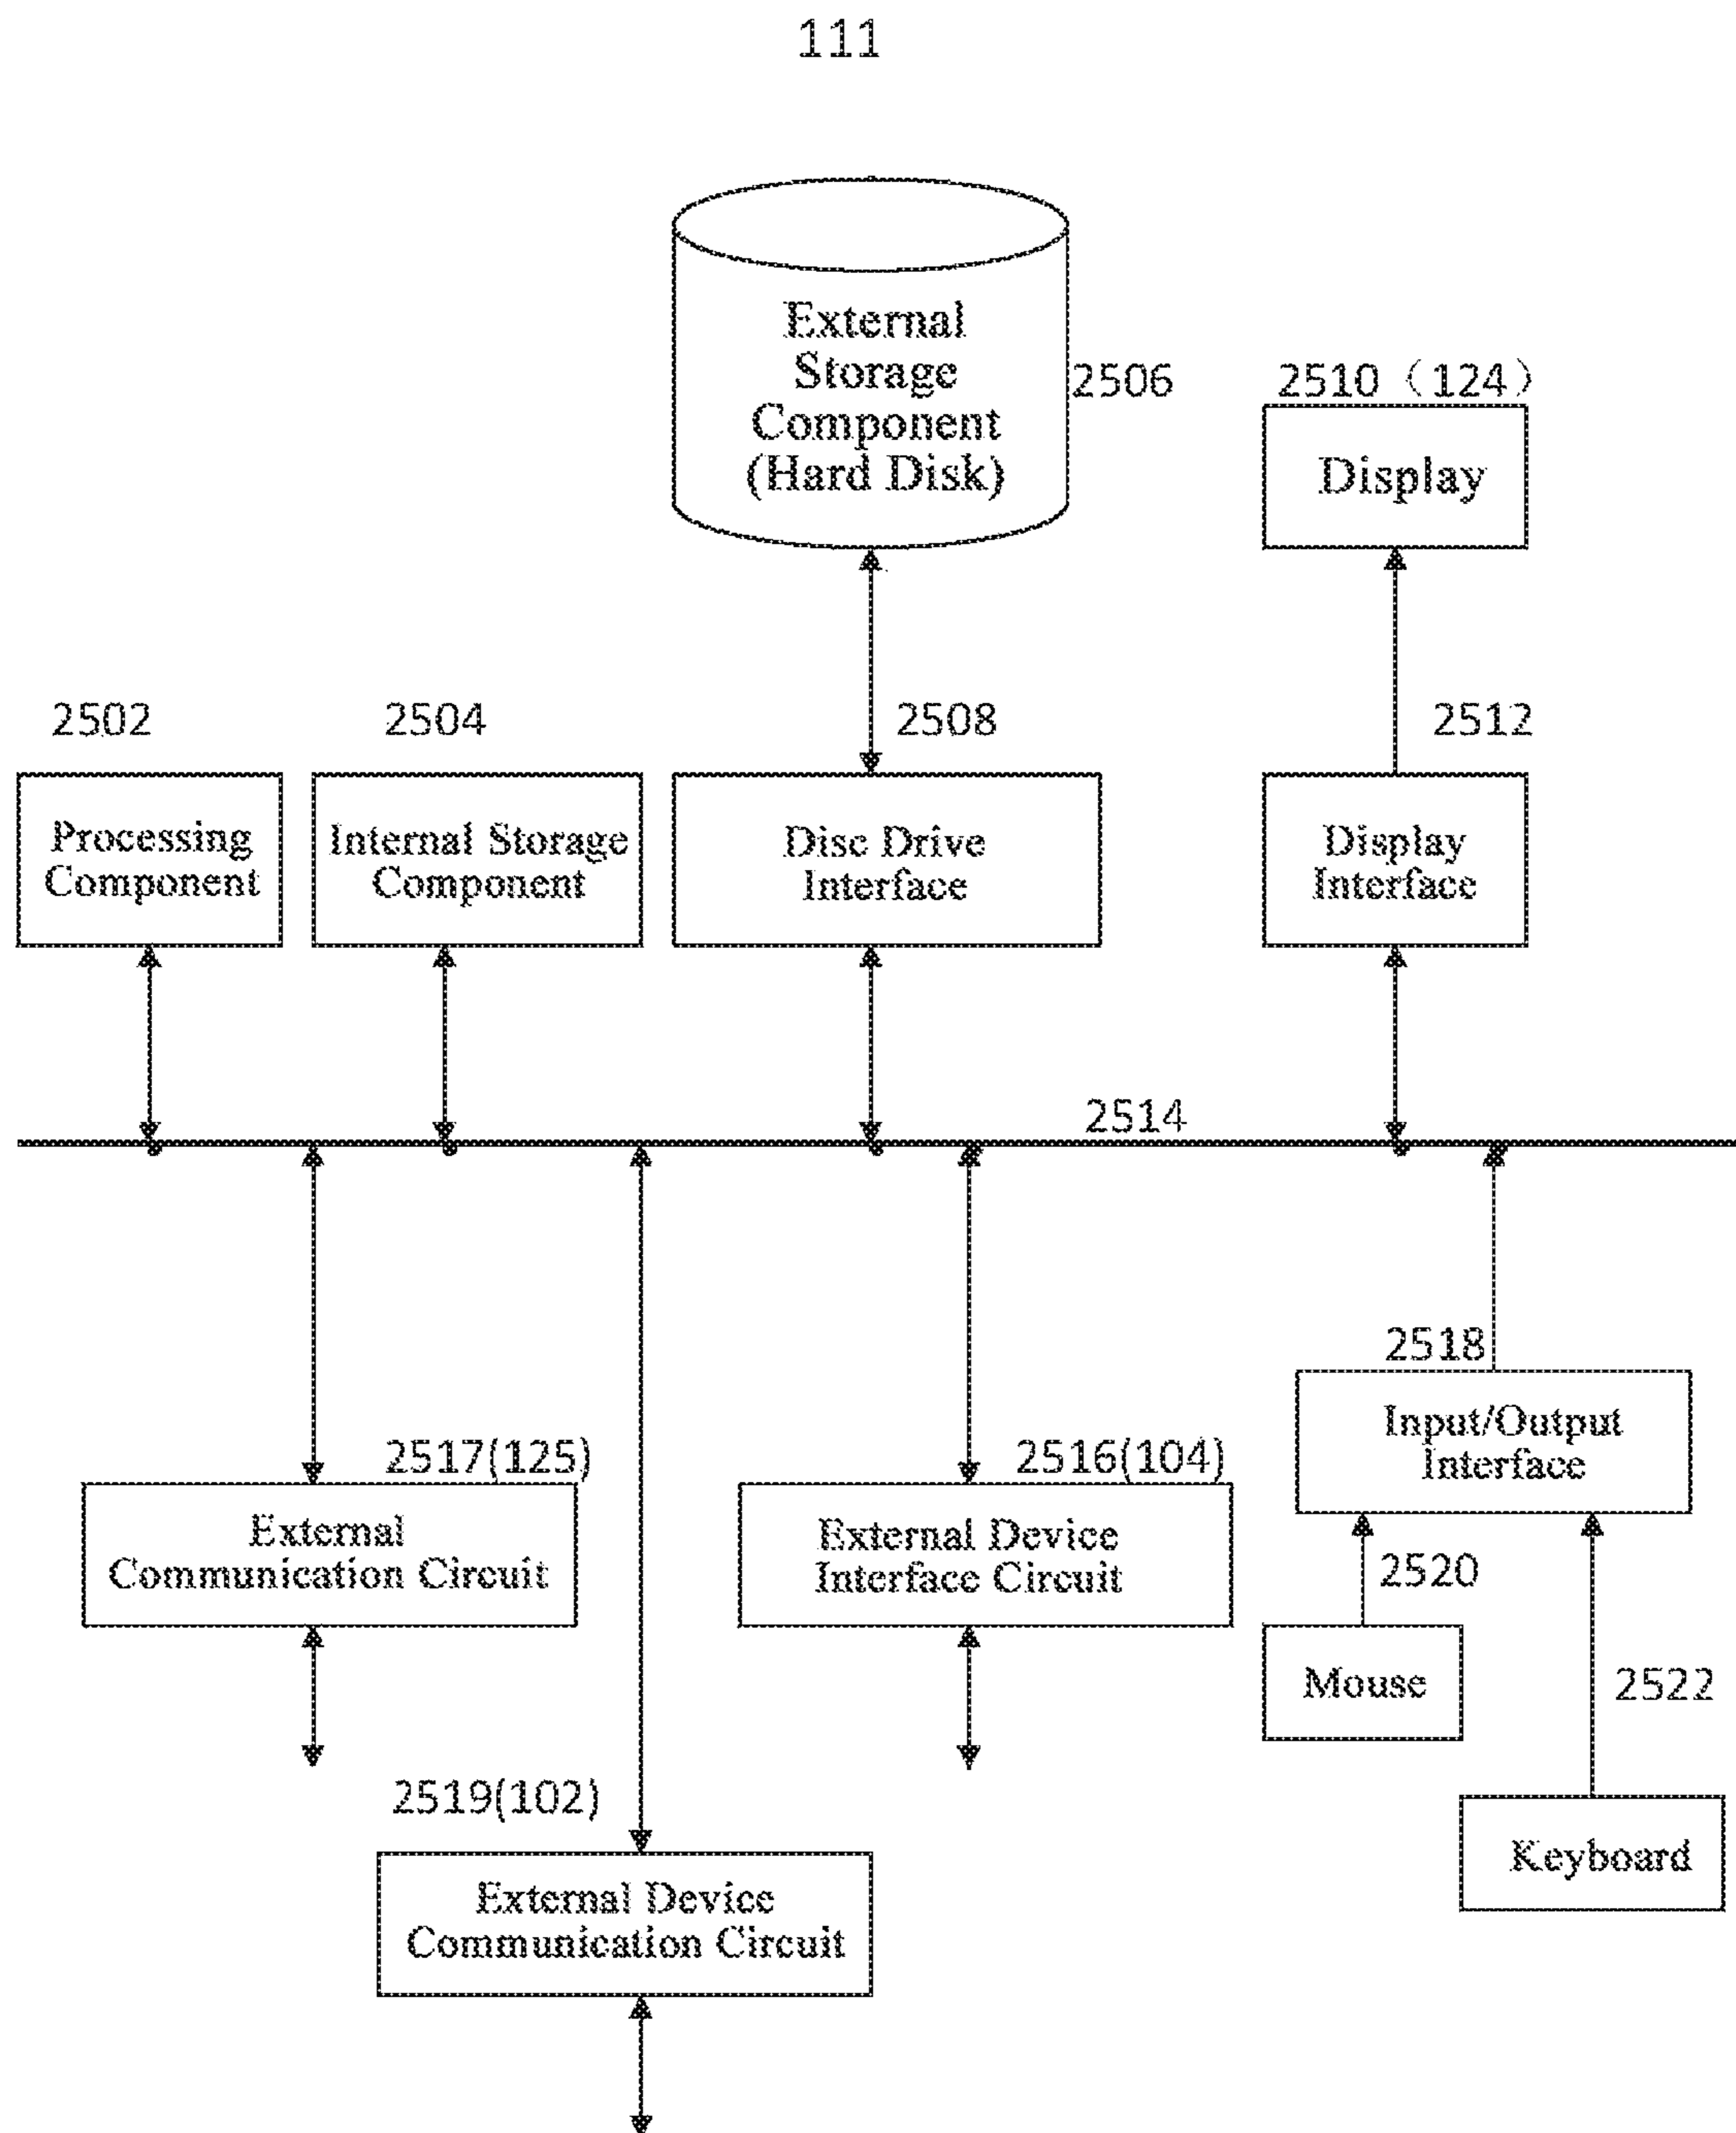 111
External
Storage
Component
(Hard Disk)
2506
2510（124）
Display
2502
2504
2508
2512
Processing
Component
Internal Storage
Component
Disc Drive
Interface
Display
Interface
2514
2518
Input/Output
Interface
2517(125)
External
Communication Circuit
2516(104)
External Device
Interface Circuit
2520
Mouse
2522
2519(102)
External Device
Communication Circuit
Keyboard